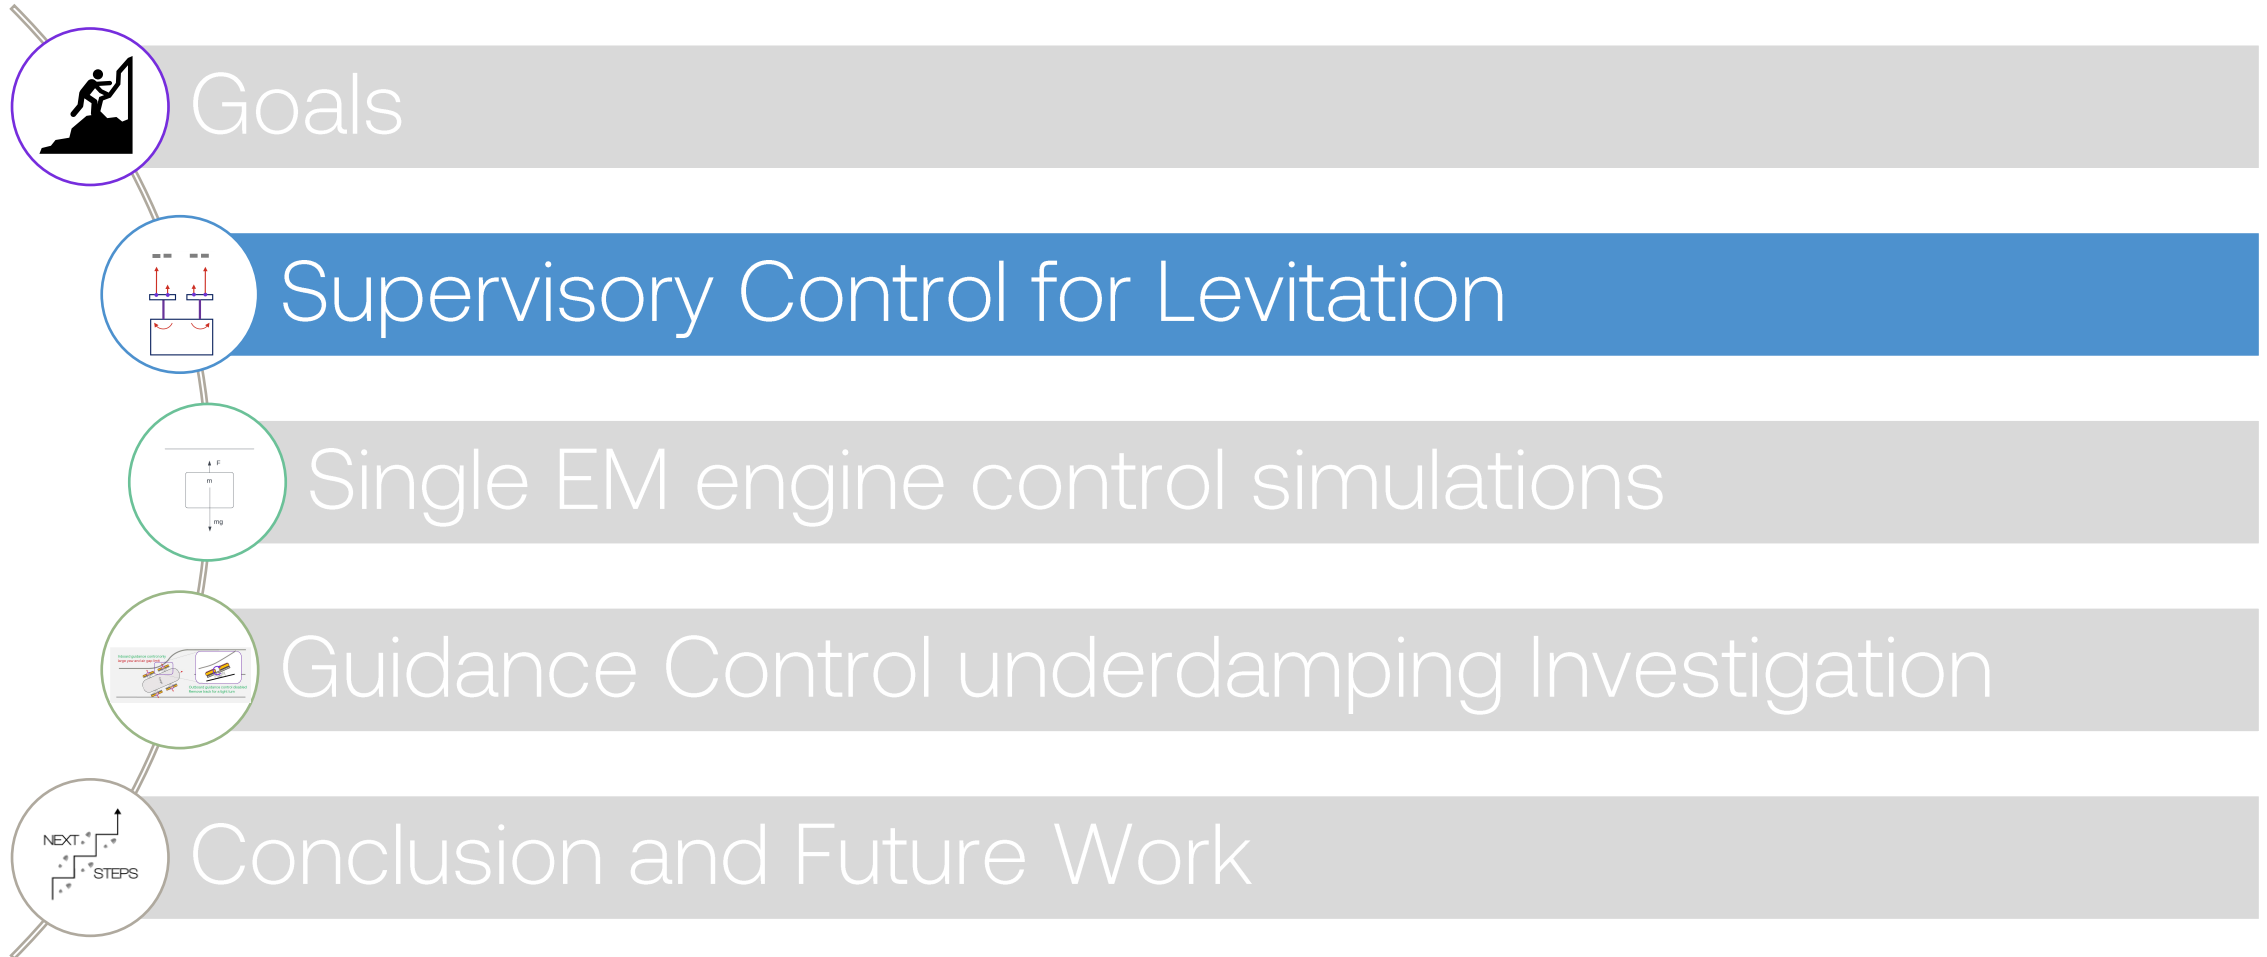 Goals
Supervisory Control for Levitation
F
m
mg
Single EM engine control simulations
Guidance Control underdamping Investigation
NEXT
STEPS
Conclusion and Future Work